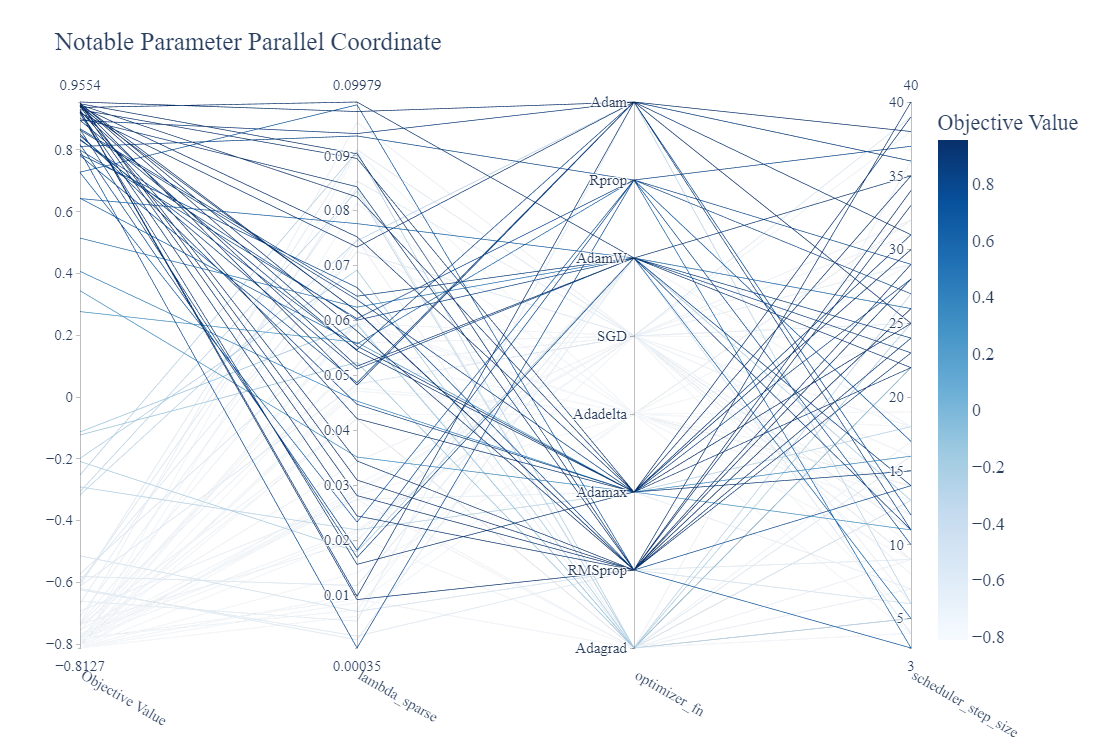 Notable Parameter Parallel Coordinate
0.9554
0.8
0.6
0.4
0.2
0
−0.2
−0.4
−0.6
−0.8
−0.8127
Objective Value
0.09979
0.09
0.08
0.07
0.06
0.05
0.04
0.03
0.02
0.01
0.00035
lambda_sparse
Adam
Rprop
AdamW
SGD
Adadelta
Adamax
RMSprop
Adagrad
optimizer_fn
40
40
35
30
25
20
15
10
5
3
scheduler_step_size
Objective Value
0.8
0.6
0.4
0.2
0
−0.2
−0.4
−0.6
−0.8